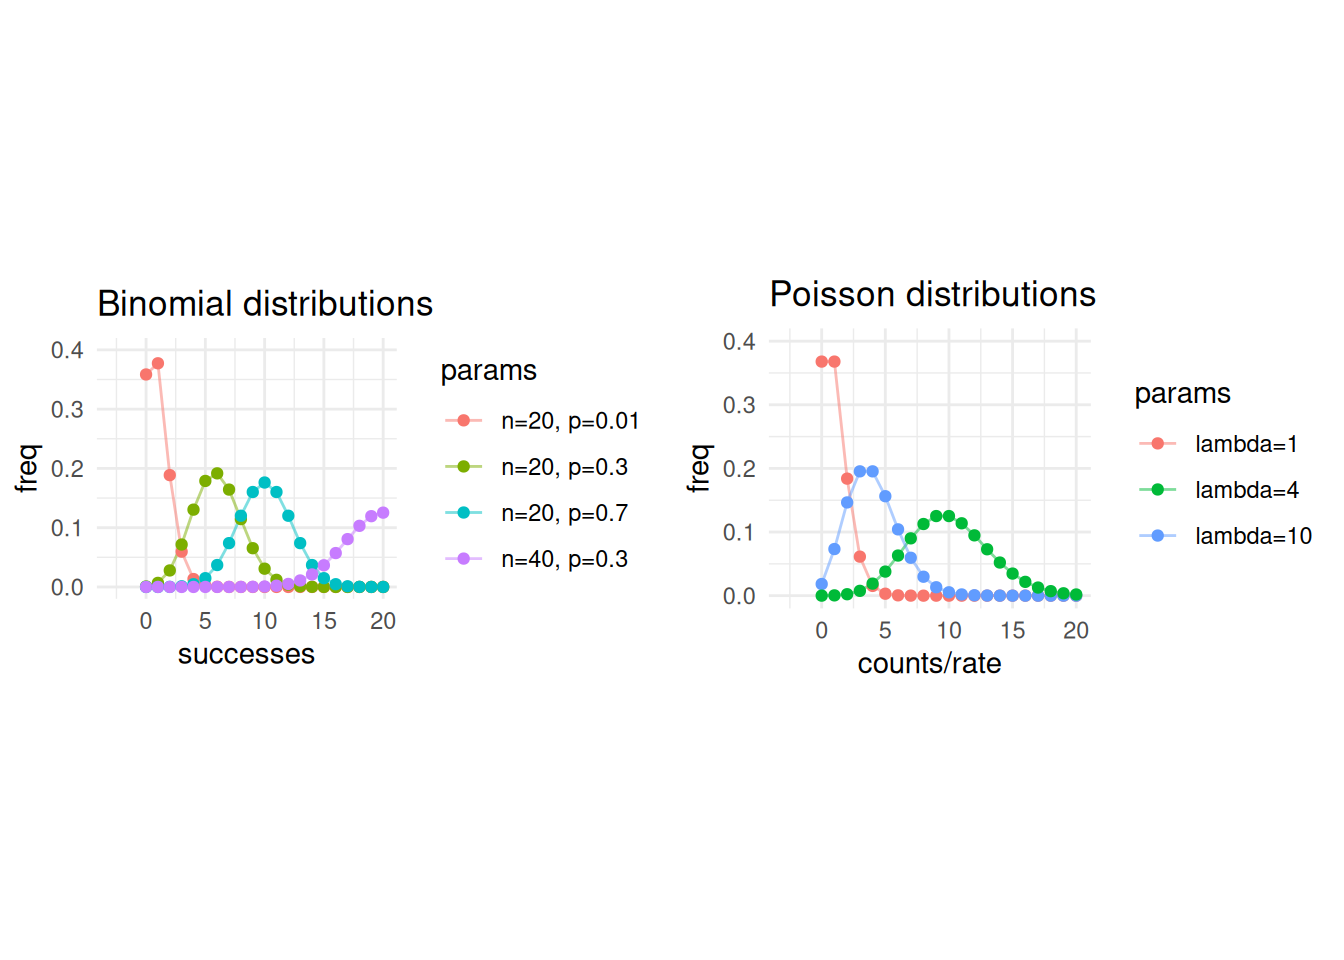 Binomial distributions
freq
0.4
0.3
0.2
0.1
0.0
0 5 10 15 20
successes
params
n=20, p=0.01
n=20, p=0.3
n=20, p=0.7
n=40, p=0.3
Poisson distributions
freq
0.4
0.3
0.2
0.1
0.0
0 5 10 15 20
counts/rate
params
lambda=1
lambda=4
lambda=10